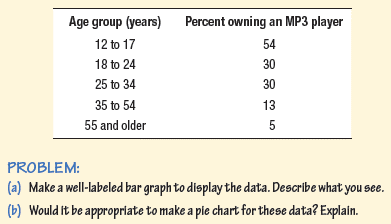 Age group (years) Percent owning an MP3 player
12 to 17 54
18 to 24 30
25 to 34 30
35 to 54 13
55 and older 5
PROBLEM:
(a) Make a well-labeled bar graph to display the data. Describe what you see.
(b) Would it be appropriate to make a pie chart for these data? Explain.